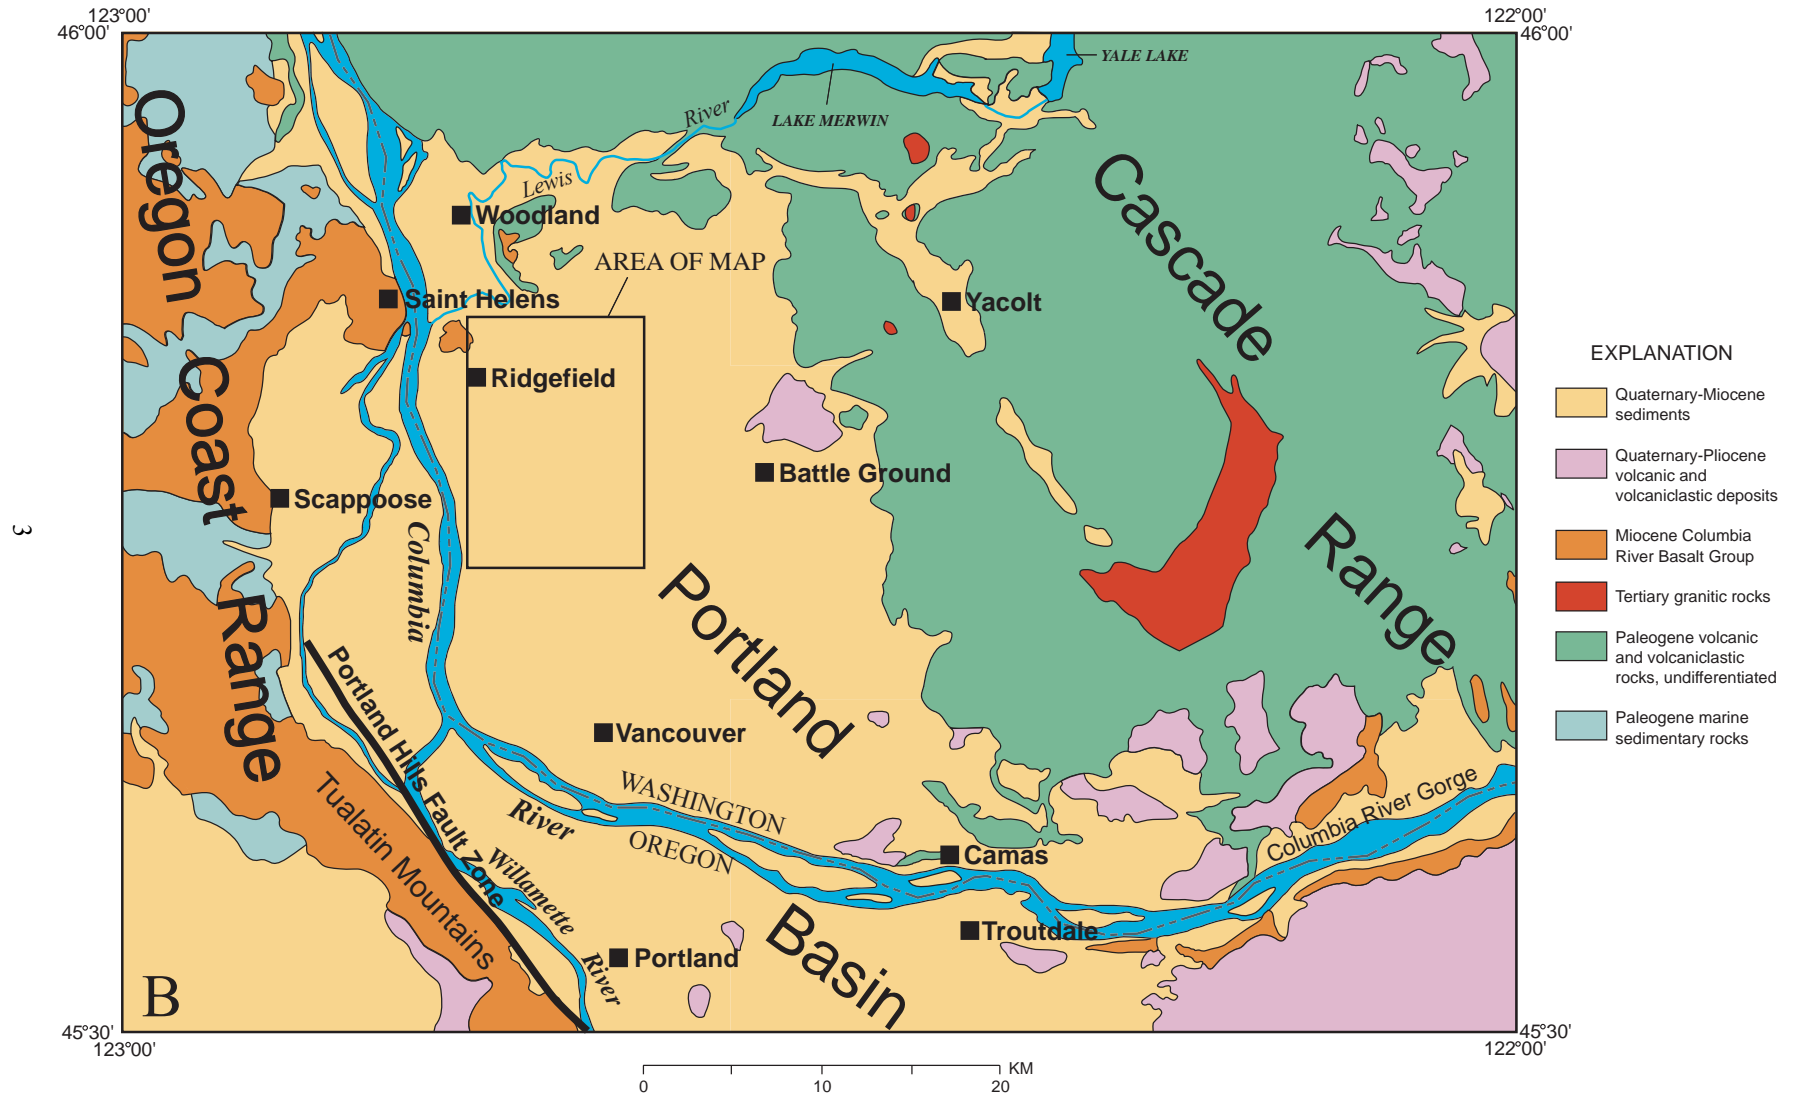 123°00'
122°00'
46°00'
46°00'
YALE LAKE
River
LAKE MERWIN
Oregon
Coast
Range
Cascade
Range
Lewis
Woodland
AREA OF MAP
Saint Helens
Yacolt
Ridgefield
Battle Ground
Scappoose
Columbia
River
Portland
Basin
Portland Hills Fault Zone
Vancouver
WASHINGTON
OREGON
Tualatin Mountains
Willamette
River
Camas
Columbia River Gorge
Troutdale
Portland
B
3
EXPLANATION
Quaternary-Miocene
sediments
Quaternary-Pliocene
volcanic and
volcaniclastic deposits
Miocene Columbia
River Basalt Group
Tertiary granitic rocks
Paleogene volcanic
and volcaniclastic
rocks, undifferentiated
Paleogene marine
sedimentary rocks
45°30'
45°30'
123°00'
122°00'
KM
0 10 20